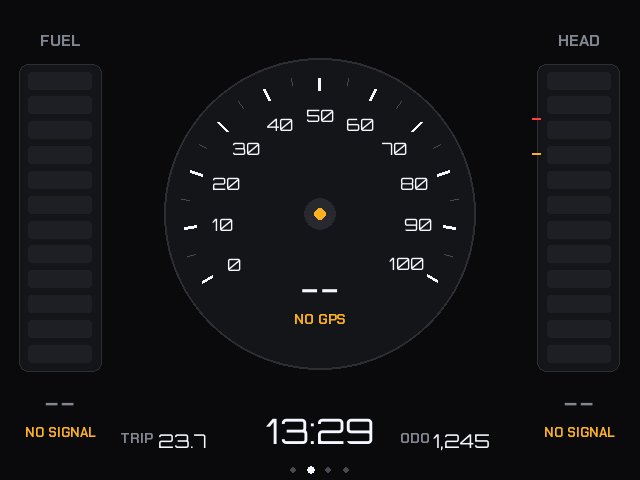 FUEL
HEAD
0
10
20
30
40
50
60
70
80
90
100
--
NO GPS
--
NO SIGNAL
--
NO SIGNAL
TRIP 23.7
13:29
ODO 1,245